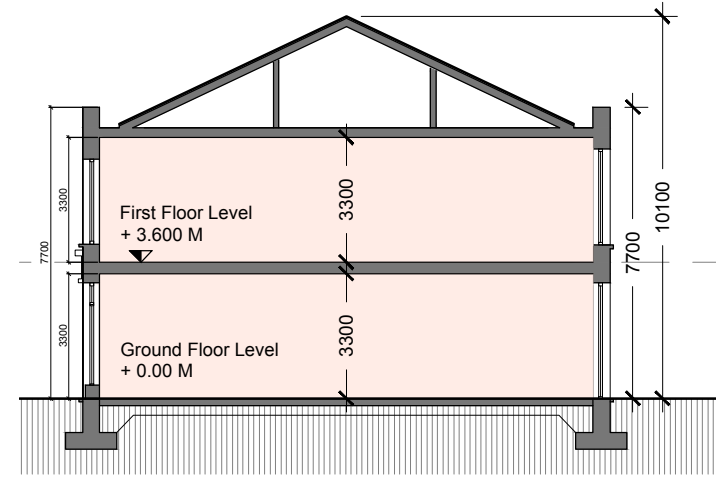 10100
7700
7700
3300
3300
First Floor Level
+ 3.600 M
3300
3300
Ground Floor Level
+ 0.00 M